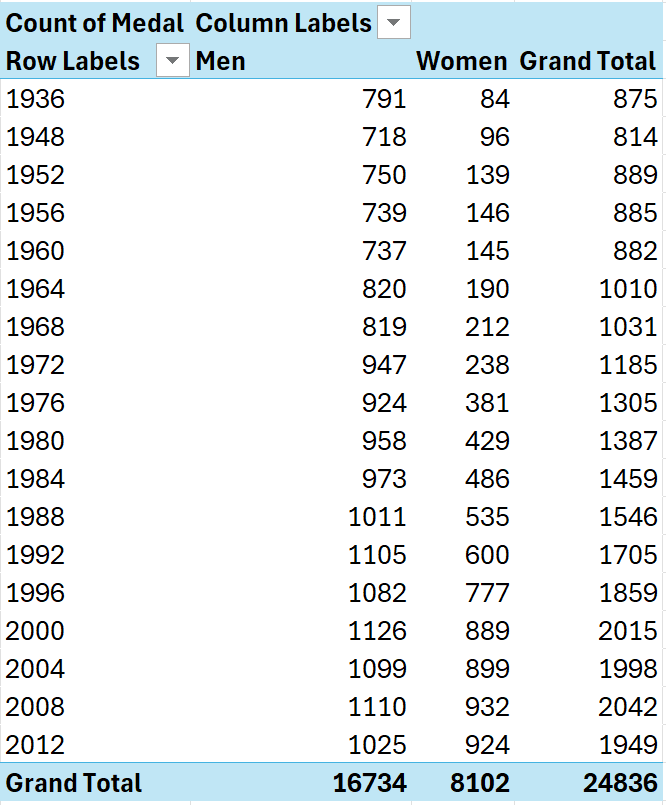 Count of Medal Column Labels
Row Labels Men Women Grand Total
1936 791 84 875
1948 718 96 814
1952 750 139 889
1956 739 146 885
1960 737 145 882
1964 820 190 1010
1968 819 212 1031
1972 947 238 1185
1976 924 381 1305
1980 958 429 1387
1984 973 486 1459
1988 1011 535 1546
1992 1105 600 1705
1996 1082 777 1859
2000 1126 889 2015
2004 1099 899 1998
2008 1110 932 2042
2012 1025 924 1949
Grand Total 16734 8102 24836